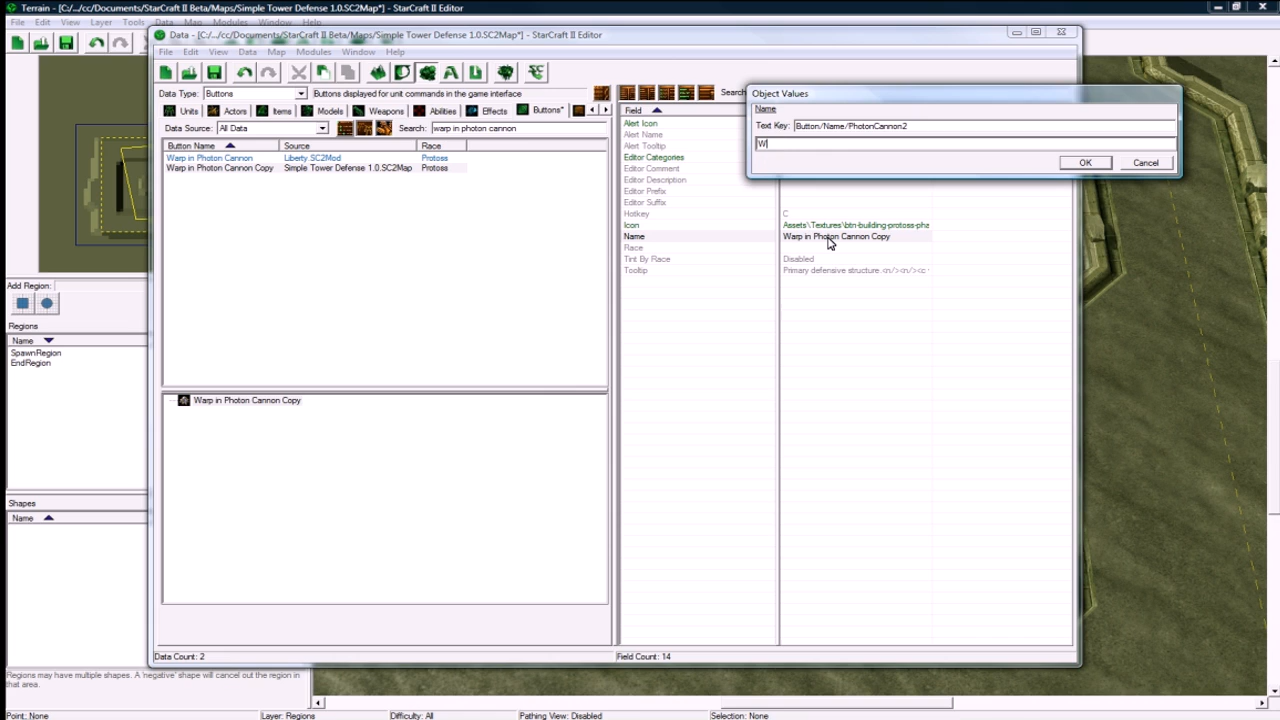 Terrain - [C:/.../cc/Documents/StarCraft II Beta/Maps/Simple Tower Defense 1.0.SC2Map*] - StarCraft II Editor
File Edit View Layer Tools Data Map Modules Window Help
Data - [C:/.../cc/Documents/StarCraft II Beta/Maps/Simple Tower Defense 1.0.SC2Map*] - StarCraft II Editor
File Edit View Data Map Modules Window Help
Data Type: Buttons Buttons displayed for unit commands in the game interface
Units Actors Items Models Weapons Abilities Effects Buttons*
Data Source: All Data Search: warp in photon cannon
Button Name Source Race
Warp in Photon Cannon Liberty.SC2Mod Protoss
Warp in Photon Cannon Copy Simple Tower Defense 1.0.SC2Map Protoss
Warp in Photon Cannon Copy
Data Count: 2
Search
Field
Alert Icon
Alert Name
Alert Tooltip
Editor Categories
Editor Comment
Editor Description
Editor Prefix
Editor Suffix
Hotkey C
Icon Assets\Textures\btn-building-protoss-pha
Name Warp in Photon Cannon Copy
Race
Tint By Race Disabled
Tooltip Primary defensive structure.<n/><n/><c
Field Count: 14
Object Values
Name
Text Key: Button/Name/PhotonCannon2
W
OK Cancel
Add Region:
Regions
Name
SpawnRegion
EndRegion
Shapes
Name
Regions may have multiple shapes. A 'negative' shape will cancel out the region in
that area.
Point: None Layer: Regions Difficulty: All Pathing View: Disabled Selection: None